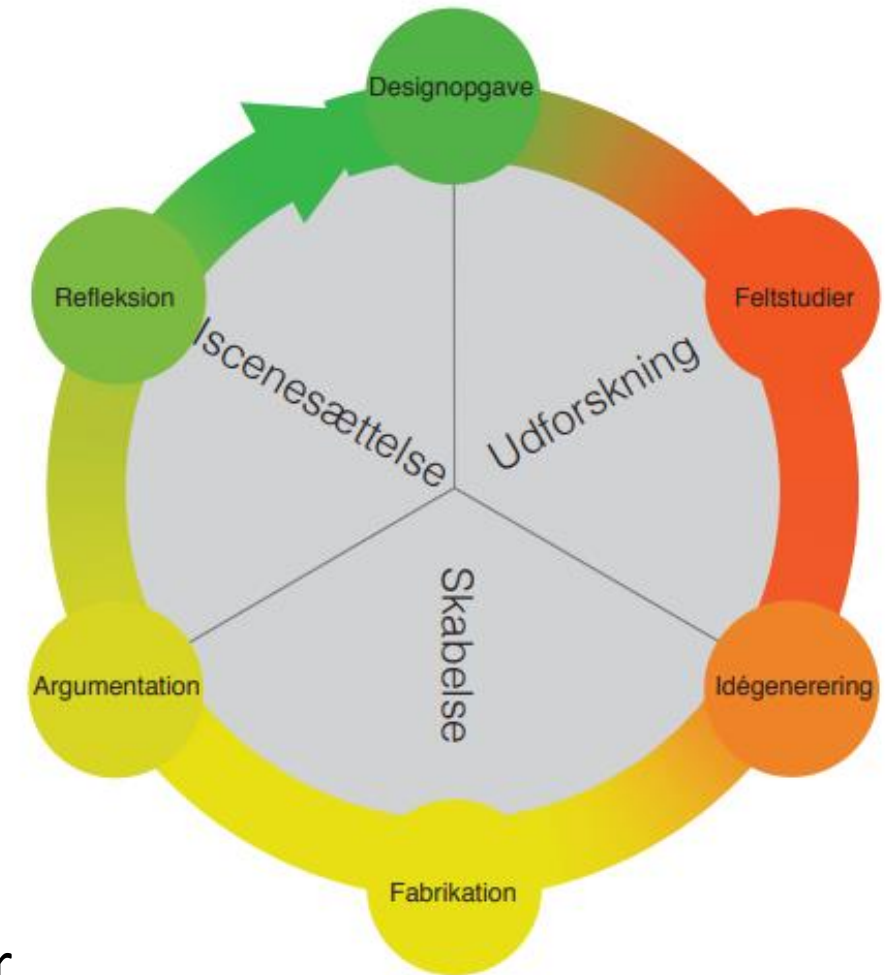 Designopgave
Feltstudier
Idégenerering
Fabrikation
Argumentation
Refleksion
Iscenesættelse
Udforskning
Skabelse
r